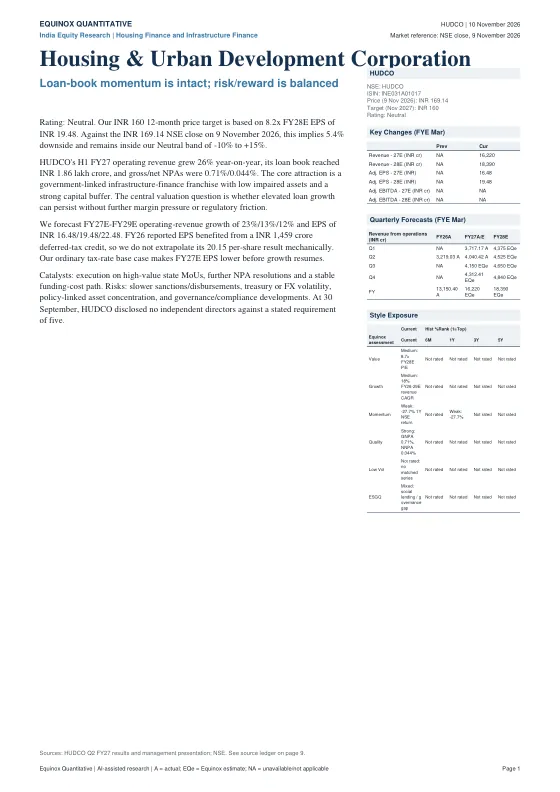 EQUINOX QUANTITATIVE
HUDCO | 10 November 2026
India Equity Research | Housing Finance and Infrastructure Finance
Market reference: NSE close, 9 November 2026
Housing & Urban Development Corporation
Loan-book momentum is intact; risk/reward is balanced
Rating: Neutral. Our INR 160 12-month price target is based on 8.2x FY28E EPS of
INR 19.48. Against the INR 169.14 NSE close on 9 November 2026, this implies 5.4%
downside and remains inside our Neutral band of -10% to +15%.
HUDCO's H1 FY27 operating revenue grew 26% year-on-year, its loan book reached
INR 1.86 lakh crore, and gross/net NPAs were 0.71%/0.044%. The core attraction is a
government-linked infrastructure-finance franchise with low impaired assets and a
strong capital buffer. The central valuation question is whether elevated loan growth
can persist without further margin pressure or regulatory friction.
We forecast FY27E-FY29E operating-revenue growth of 23%/13%/12% and EPS of
INR 16.48/19.48/22.48. FY26 reported EPS benefited from a INR 1,459 crore
deferred-tax credit, so we do not extrapolate its 20.15 per-share result mechanically.
Our ordinary tax-rate base case makes FY27E EPS lower before growth resumes.
Catalysts: execution on high-value state MoUs, further NPA resolutions and a stable
funding-cost path. Risks: slower sanctions/disbursements, treasury or FX volatility,
policy-linked asset concentration, and governance/compliance developments. At 30
September, HUDCO disclosed no independent directors against a stated requirement
of five.
HUDCO
NSE: HUDCO
ISIN: INE031A01017
Price (9 Nov 2026): INR 169.14
Target (Nov 2027): INR 160
Rating: Neutral
Key Changes (FYE Mar)
Prev Cur
Revenue - 27E (INR cr) NA 16,220
Revenue - 28E (INR cr) NA 18,390
Adj. EPS - 27E (INR) NA 16.48
Adj. EPS - 28E (INR) NA 19.48
Adj. EBITDA - 27E (INR cr) NA NA
Adj. EBITDA - 28E (INR cr) NA NA
Quarterly Forecasts (FYE Mar)
Revenue from operations (INR cr) FY26A FY27A/E FY28E
Q1 NA 3,717.17 A 4,375 EQe
Q2 3,219.03 A 4,040.42 A 4,525 EQe
Q3 NA 4,150 EQe 4,650 EQe
Q4 NA 4,312.41 EQe 4,840 EQe
FY 13,150.40 A 16,220 EQe 18,390 EQe
Style Exposure
Current Hist %Rank (1=Top)
Equinox assessment Current 6M 1Y 3Y 5Y
Value Medium: 8.7x FY28E P/E Not rated Not rated Not rated Not rated
Growth Medium: 18% FY26-28E revenue CAGR Not rated Not rated Not rated Not rated
Momentum Weak: -27.7% 1Y NSE return Not rated Weak: -27.7% Not rated Not rated
Quality Strong: GNPA 0.71%, NNPA 0.044% Not rated Not rated Not rated Not rated
Low Vol Not rated: no matched series Not rated Not rated Not rated Not rated
ESGQ Mixed: social lending / governance gap Not rated Not rated Not rated Not rated
Sources: HUDCO Q2 FY27 results and management presentation; NSE. See source ledger on page 9.
Equinox Quantitative | AI-assisted research | A = actual; EQe = Equinox estimate; NA = unavailable/not applicable
Page 1